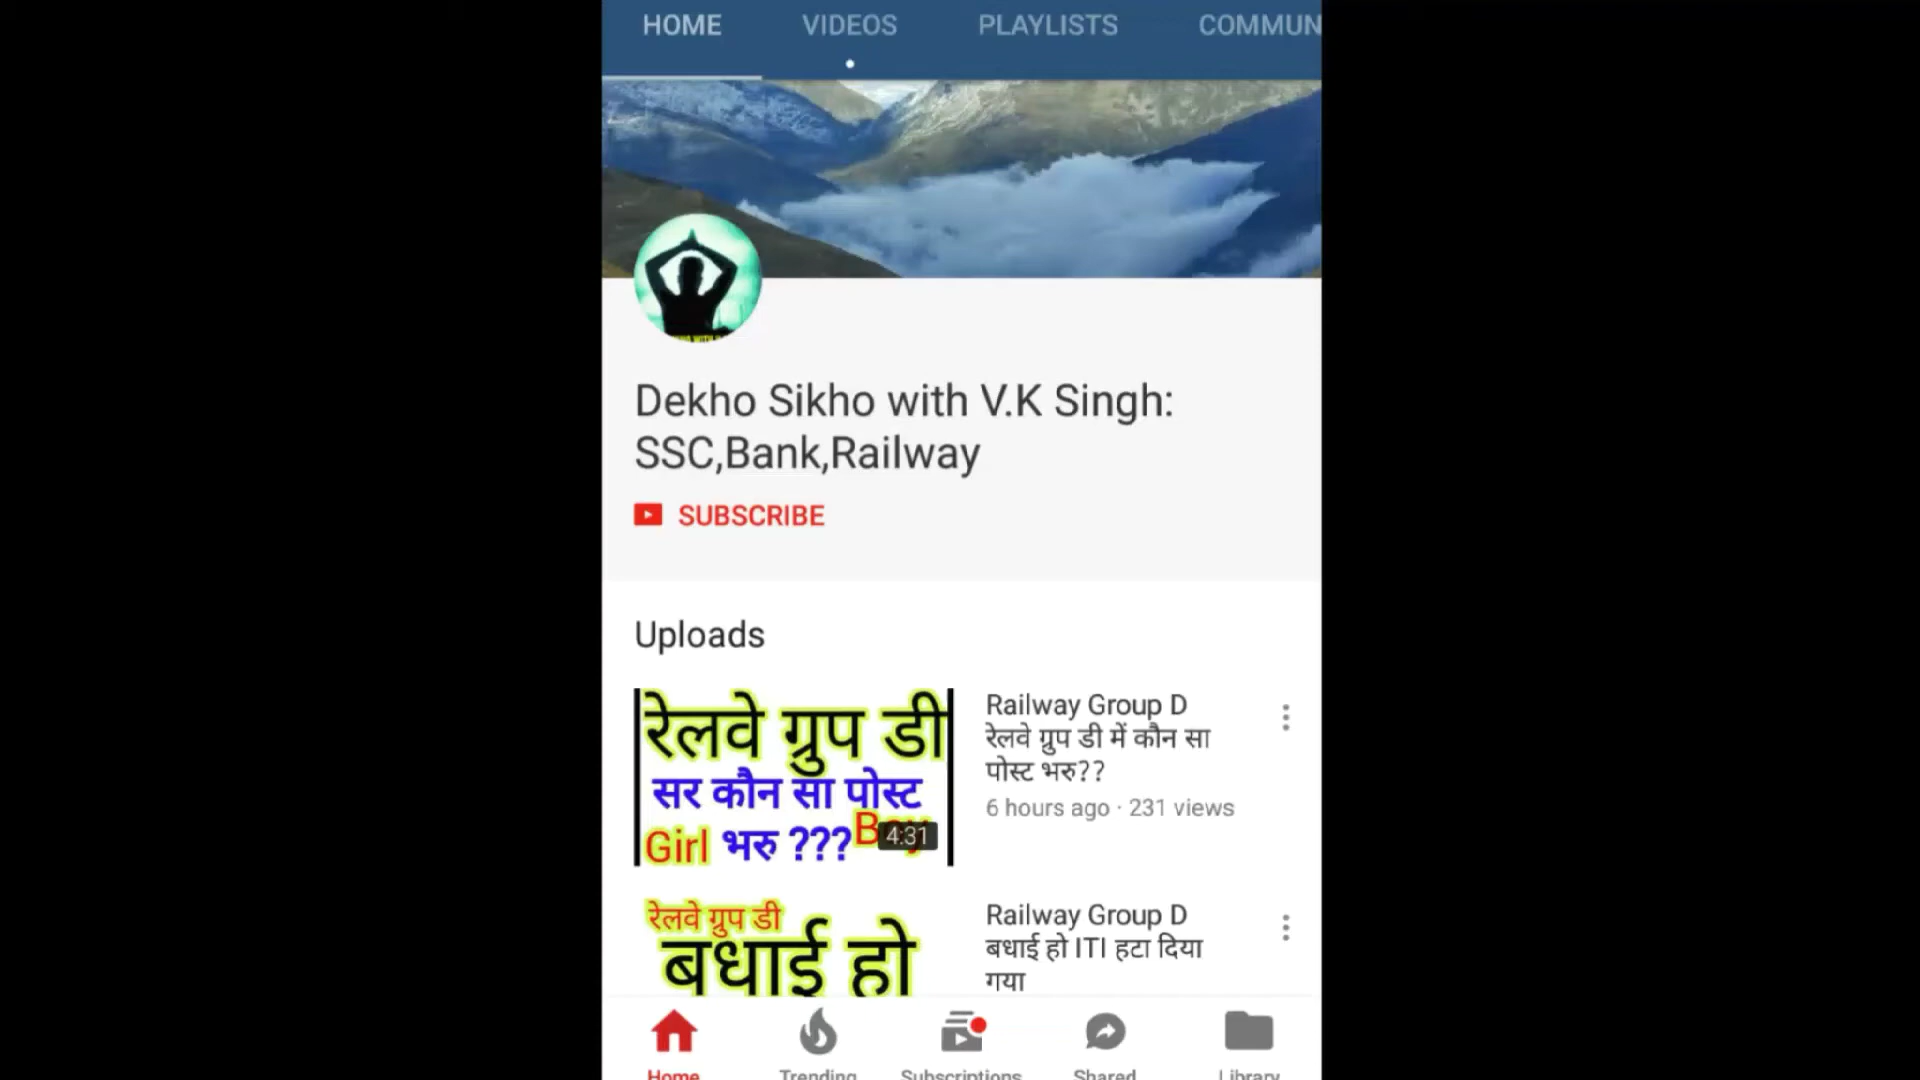 HOME VIDEOS PLAYLISTS COMMUN
Dekho Sikho with V.K Singh:
SSC,Bank,Railway
SUBSCRIBE
Uploads
रेलवे ग्रुप डी
सर कौन सा पोस्ट
Girl भरु ??? Boy
4:31
Railway Group D
रेलवे ग्रुप डी में कौन सा
पोस्ट भरु??
6 hours ago · 231 views
रेलवे ग्रुप डी
बधाई हो
Railway Group D
बधाई हो ITI हटा दिया
गया
Home Trending Subscriptions Shared Library